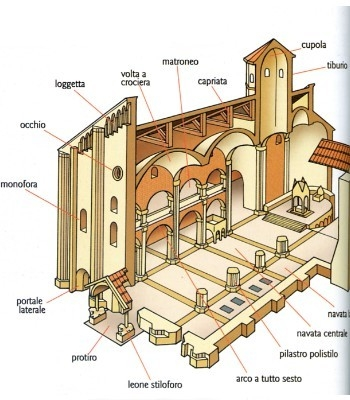 cupola
matroneo
tiburio
volta a
crociera
capriata
loggetta
occhio
monofora
portale
laterale
navata
navata centrale
protiro
pilastro polistilo
leone stiloforo
arco a tutto sesto